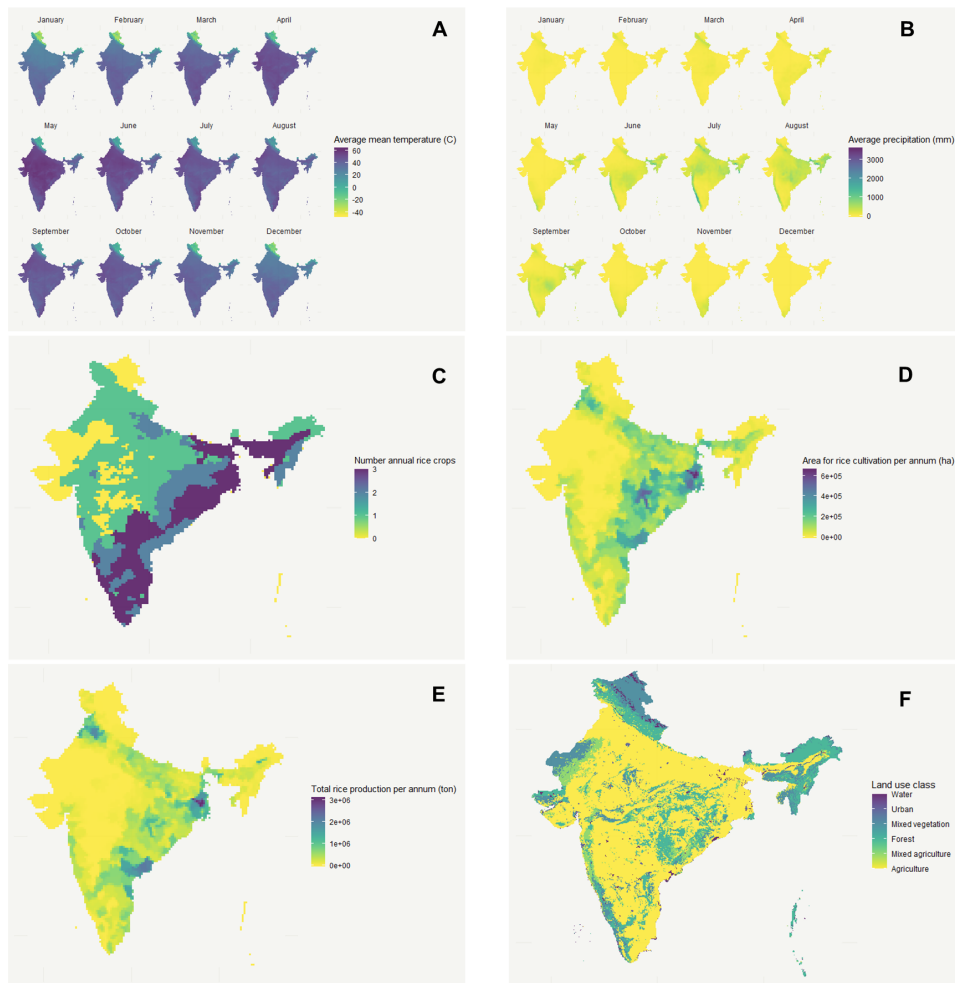 January February March April A
May June July August
Average mean temperature (C)
60
40
20
0
-20
-40
September October November December
January February March April B
May June July August
Average precipitation (mm)
3000
2000
1000
0
September October November December
C
Number annual rice crops
3
2
1
0
D
Area for rice cultivation per annum (ha)
6e+05
4e+05
2e+05
0e+00
E
Total rice production per annum (ton)
3e+06
2e+06
1e+06
0e+00
F
Land use class
Water
Urban
Mixed vegetation
Forest
Mixed agriculture
Agriculture